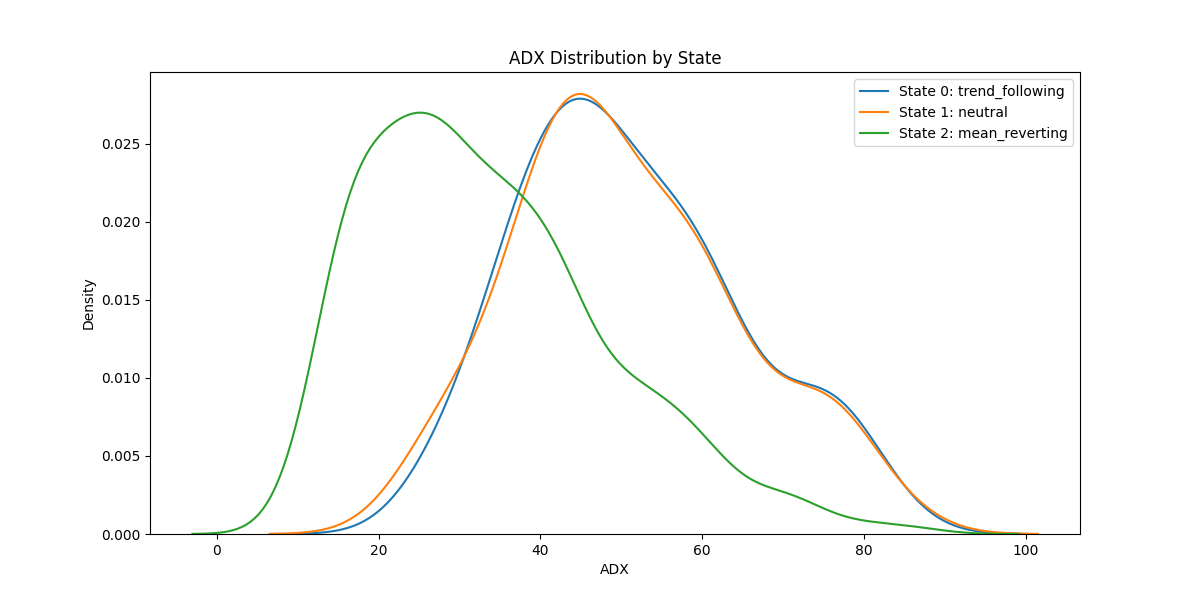 ADX Distribution by State
State 0: trend_following
State 1: neutral
State 2: mean_reverting
Density
0.025
0.020
0.015
0.010
0.005
0.000
0 20 40 60 80 100
ADX